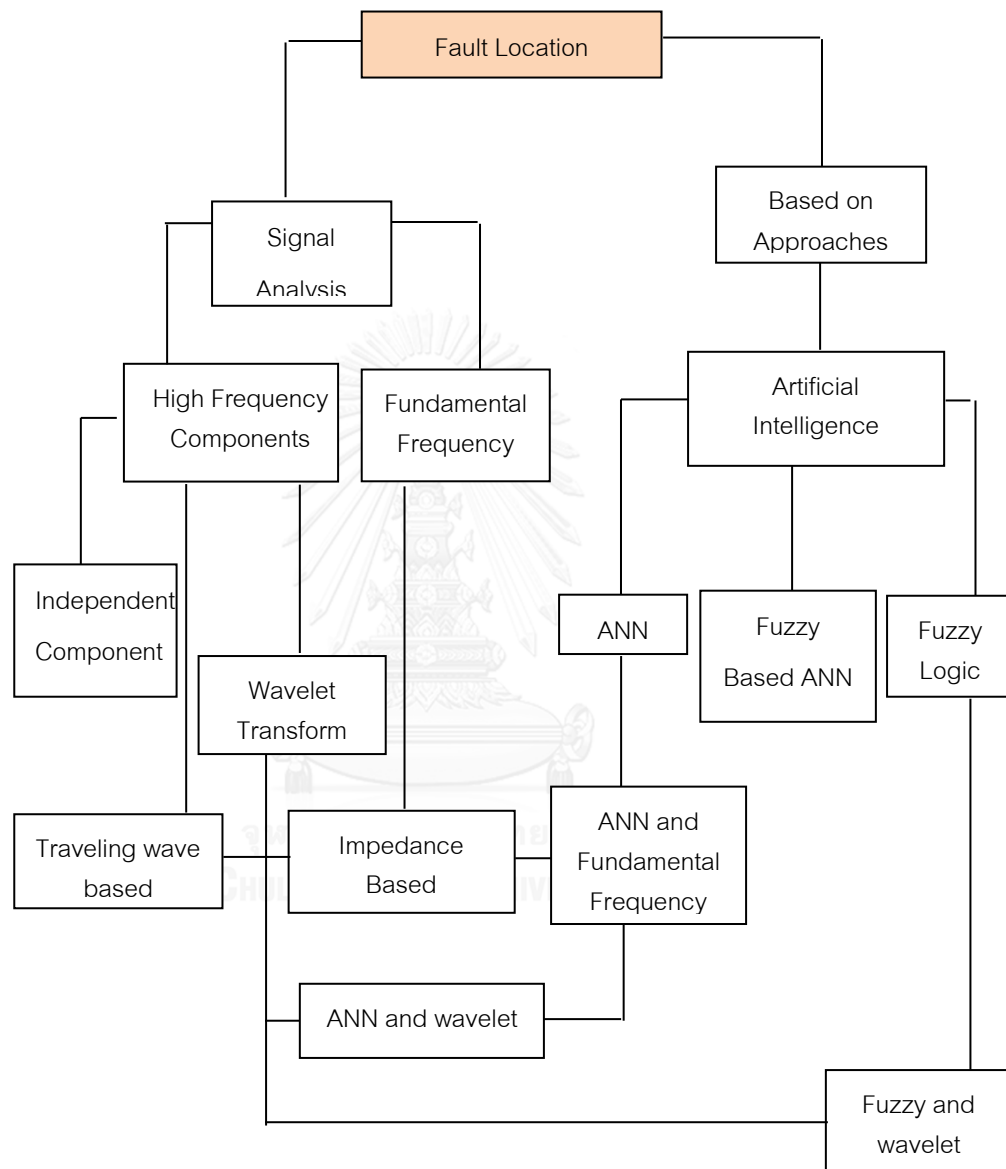 Fault Location
Based on
Approaches
Signal
Analysis
High Frequency
Components
Fundamental
Frequency
Artificial
Intelligence
Independent
Component
ANN
Fuzzy
Based ANN
Fuzzy
Logic
Wavelet
Transform
Traveling wave
based
Impedance
Based
ANN and
Fundamental
Frequency
ANN and wavelet
Fuzzy and
wavelet